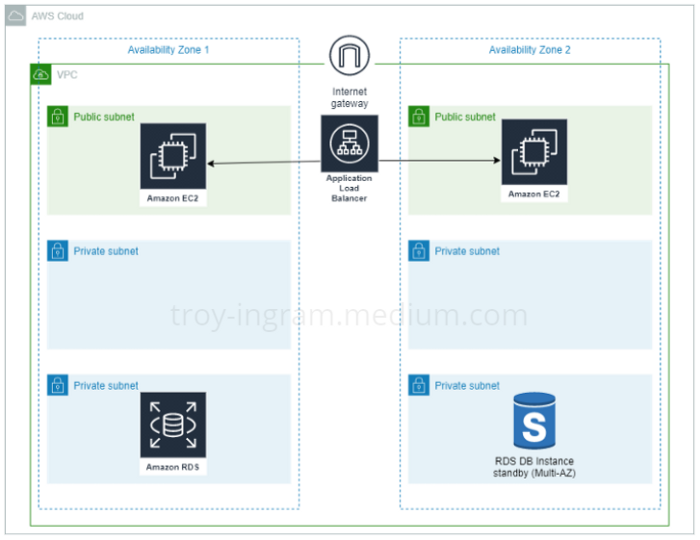 AWS Cloud
Availability Zone 1
Availability Zone 2
VPC
Internet
gateway
Public subnet
Public subnet
Amazon EC2
Application
Load
Balancer
Amazon EC2
Private subnet
Private subnet
troy-ingram.medium.com
Private subnet
Private subnet
Amazon RDS
S
RDS DB Instance
standby (Multi-AZ)